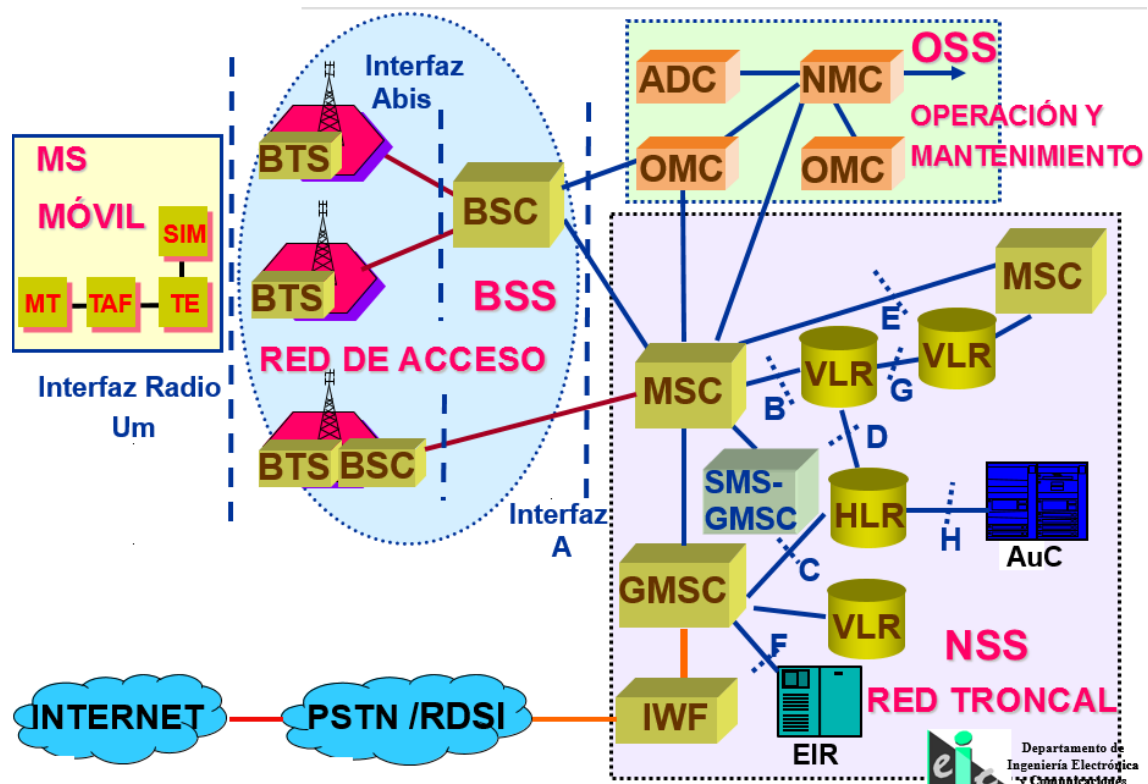 MS
MÓVIL
SIM
MT
TAF
TE
Interfaz Radio
Um
Interfaz
Abis
BTS
BSC
BTS
BSS
RED DE ACCESO
BTS
BSC
Interfaz
A
ADC
NMC
OSS
OPERACIÓN Y
MANTENIMIENTO
OMC
OMC
MSC
E
MSC
B
VLR
G
VLR
D
SMS-
GMSC
HLR
H
AuC
C
GMSC
VLR
F
NSS
RED TRONCAL
IWF
EIR
INTERNET
PSTN /RDSI
Departamento de
Ingeniería Electrónica
y Comunicaciones